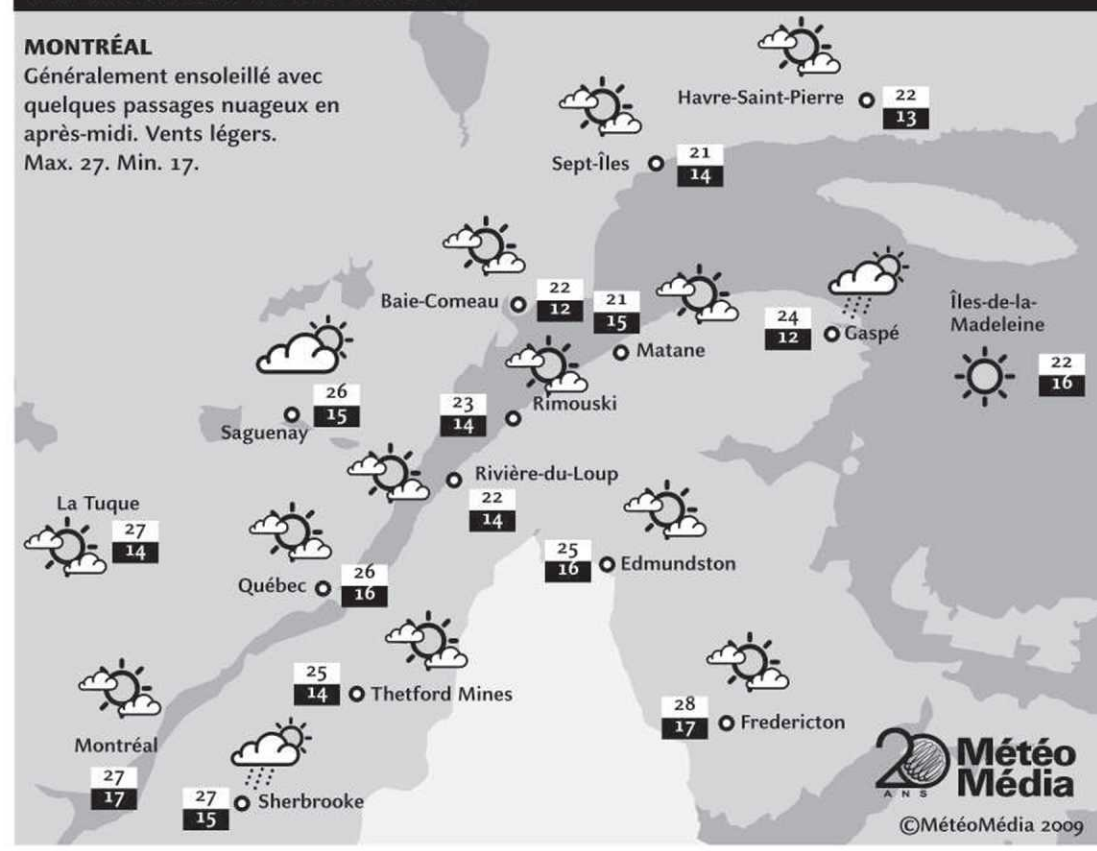 MONTRÉAL
Généralement ensoleillé avec
quelques passages nuageux en
après-midi. Vents légers.
Max. 27. Min. 17.
Havre-Saint-Pierre
22
13
Sept-Îles
21
14
Baie-Comeau
22
12
21
15
Matane
24
12
Gaspé
Îles-de-la-
Madeleine
22
16
26
15
Saguenay
23
14
Rimouski
Rivière-du-Loup
22
14
La Tuque
27
14
Québec
26
16
25
16
Edmundston
25
14
Thetford Mines
28
17
Fredericton
Montréal
27
17
27
15
Sherbrooke
20
ANS
Météo
Média
©MétéoMédia 2009